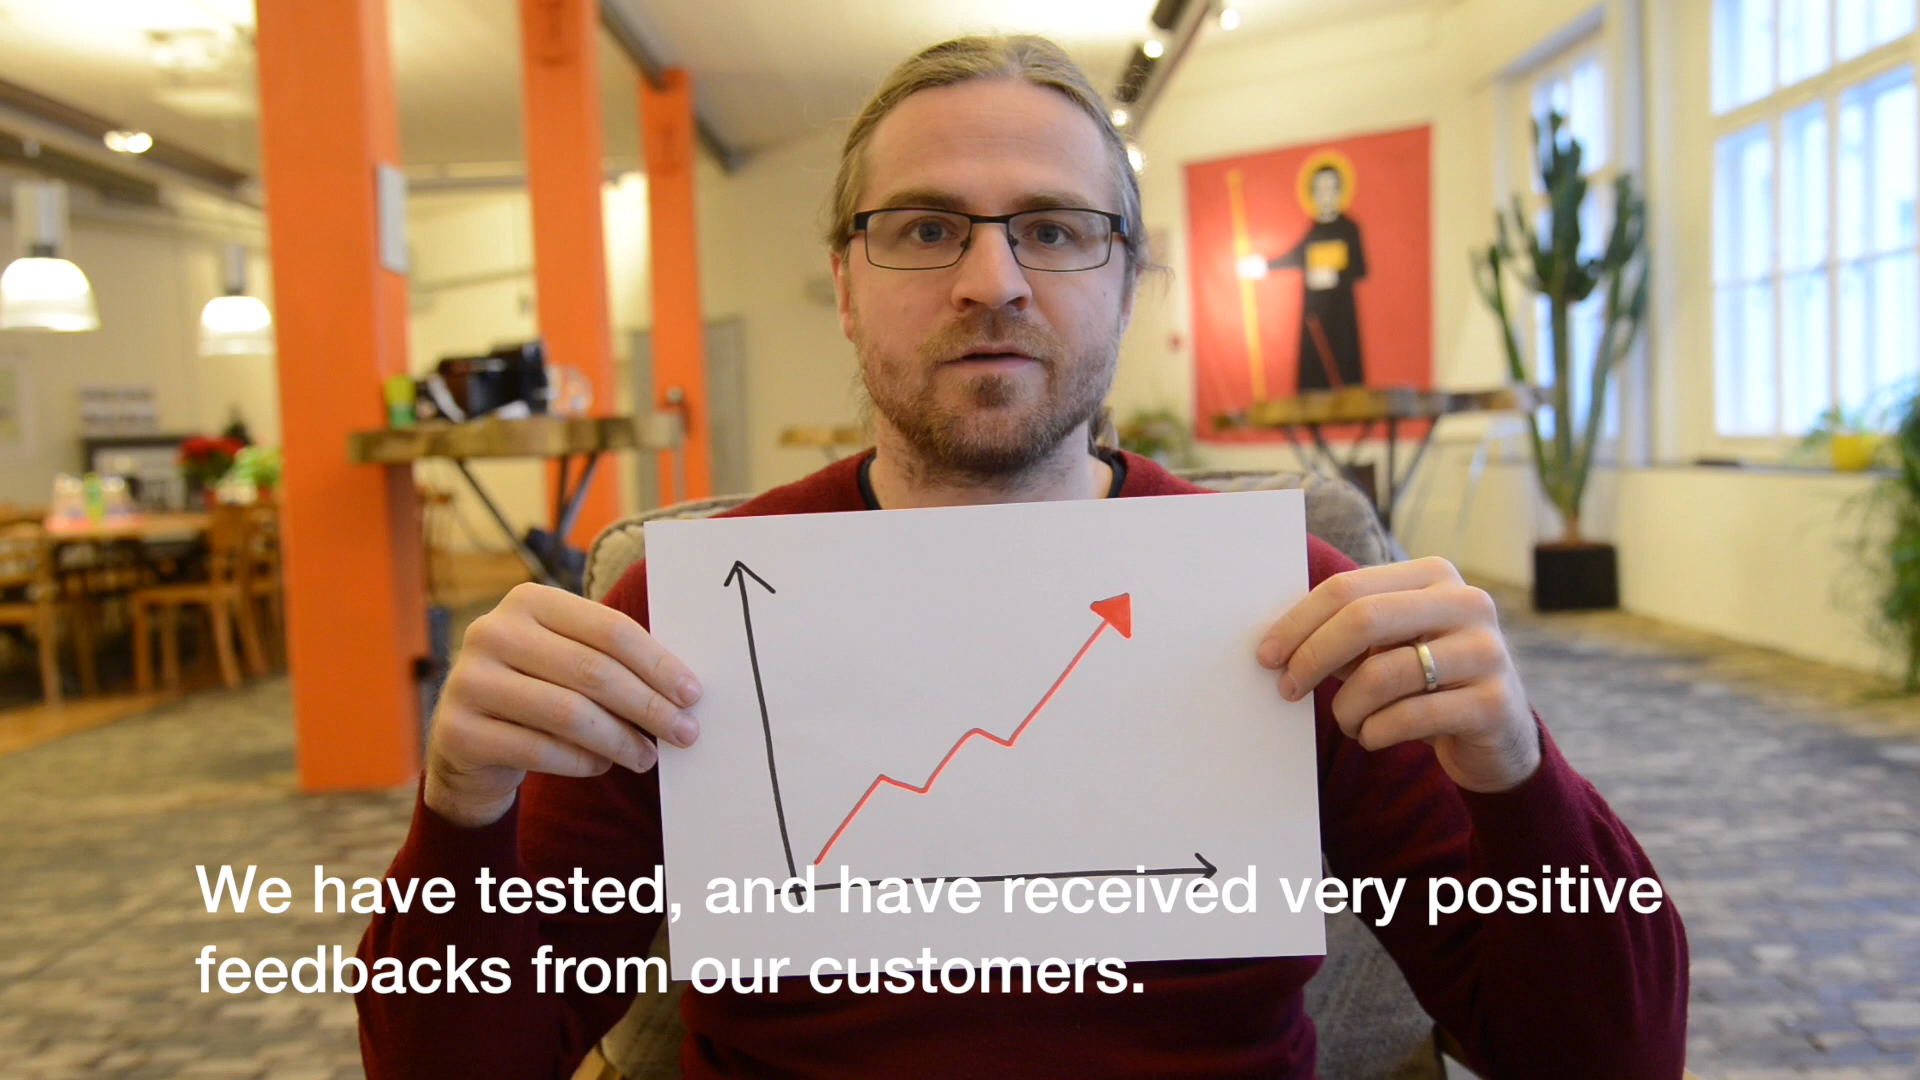 We have tested, and have received very positive
feedbacks from our customers.